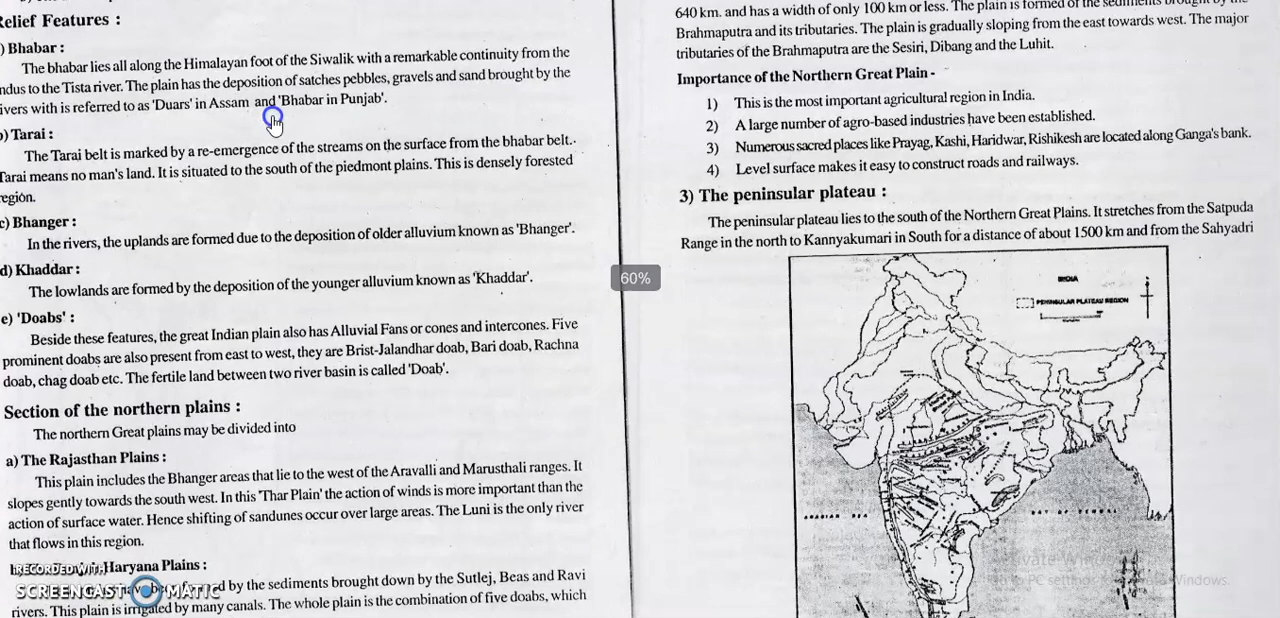 Relief Features :
) Bhabar :
The bhabar lies all along the Himalayan foot of the Siwalik with a remarkable continuity from the
ndus to the Tista river. The plain has the deposition of satches pebbles, gravels and sand brought by the
ivers with is referred to as 'Duars' in Assam and 'Bhabar in Punjab'.
b) Tarai :
The Tarai belt is marked by a re-emergence of the streams on the surface from the bhabar belt.
Tarai means no man's land. It is situated to the south of the piedmont plains. This is densely forested
region.
c) Bhanger :
In the rivers, the uplands are formed due to the deposition of older alluvium known as 'Bhanger'.
d) Khaddar :
The lowlands are formed by the deposition of the younger alluvium known as 'Khaddar'.
e) 'Doabs' :
Beside these features, the great Indian plain also has Alluvial Fans or cones and intercones. Five
prominent doabs are also present from east to west, they are Brist-Jalandhar doab, Bari doab, Rachna
doab, chag doab etc. The fertile land between two river basin is called 'Doab'.
Section of the northern plains :
The northern Great plains may be divided into
a) The Rajasthan Plains :
This plain includes the Bhanger areas that lie to the west of the Aravalli and Marusthali ranges. It
slopes gently towards the south west. In this 'Thar Plain' the action of winds is more important than the
action of surface water. Hence shifting of sandunes occur over large areas. The Luni is the only river
that flows in this region.
Haryana Plains :
by the sediments brought down by the Sutlej, Beas and Ravi
rivers. This plain is irrigated by many canals. The whole plain is the combination of five doabs, which
RECORDED WITH
SCREENCAST MATIC
60%
640 km. and has a width of only 100 km or less. The plain is formed of the sediments brought by the
Brahmaputra and its tributaries. The plain is gradually sloping from the east towards west. The major
tributaries of the Brahmaputra are the Sesiri, Dibang and the Luhit.
Importance of the Northern Great Plain -
1) This is the most important agricultural region in India.
2) A large number of agro-based industries have been established.
3) Numerous sacred places like Prayag, Kashi, Haridwar, Rishikesh are located along Ganga's bank.
4) Level surface makes it easy to construct roads and railways.
3) The peninsular plateau :
The peninsular plateau lies to the south of the Northern Great Plains. It stretches from the Satpuda
Range in the north to Kannyakumari in South for a distance of about 1500 km and from the Sahyadri
INDIA
PENINSULAR PLATEAU REGION
ARABIAN SEA
BAY OF BENGAL
Activate Windows
Go to PC settings to activate Windows.